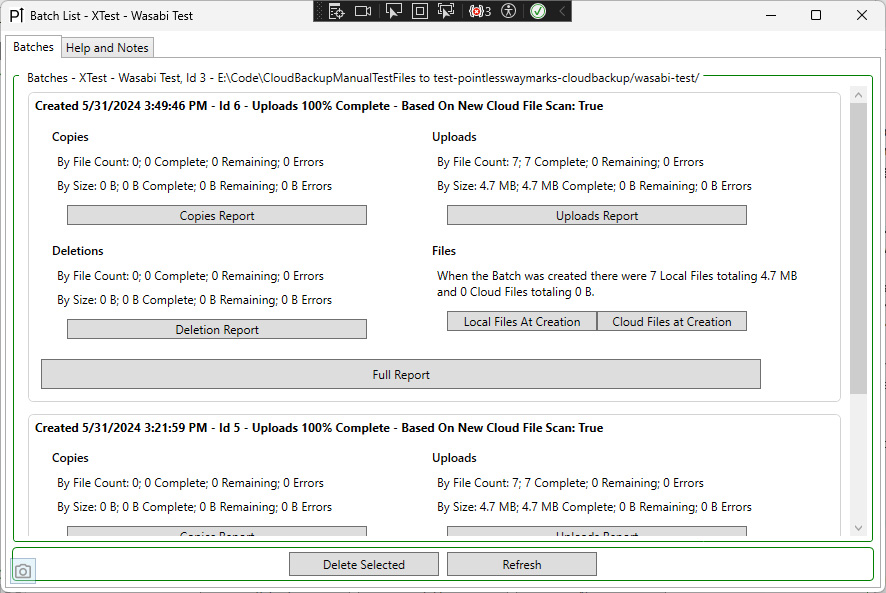 Batch List - XTest - Wasabi Test
3
Batches
Help and Notes
Batches - XTest - Wasabi Test, Id 3 - E:\Code\CloudBackupManualTestFiles to test-pointlesswaymarks-cloudbackup/wasabi-test/
Created 5/31/2024 3:49:46 PM - Id 6 - Uploads 100% Complete - Based On New Cloud File Scan: True
Copies
By File Count: 0; 0 Complete; 0 Remaining; 0 Errors
By Size: 0 B; 0 B Complete; 0 B Remaining; 0 B Errors
Copies Report
Uploads
By File Count: 7; 7 Complete; 0 Remaining; 0 Errors
By Size: 4.7 MB; 4.7 MB Complete; 0 B Remaining; 0 B Errors
Uploads Report
Deletions
By File Count: 0; 0 Complete; 0 Remaining; 0 Errors
By Size: 0 B; 0 B Complete; 0 B Remaining; 0 B Errors
Deletion Report
Files
When the Batch was created there were 7 Local Files totaling 4.7 MB
and 0 Cloud Files totaling 0 B.
Local Files At Creation
Cloud Files at Creation
Full Report
Created 5/31/2024 3:21:59 PM - Id 5 - Uploads 100% Complete - Based On New Cloud File Scan: True
Copies
By File Count: 0; 0 Complete; 0 Remaining; 0 Errors
By Size: 0 B; 0 B Complete; 0 B Remaining; 0 B Errors
Copies Report
Uploads
By File Count: 7; 7 Complete; 0 Remaining; 0 Errors
By Size: 4.7 MB; 4.7 MB Complete; 0 B Remaining; 0 B Errors
Uploads Report
Delete Selected
Refresh